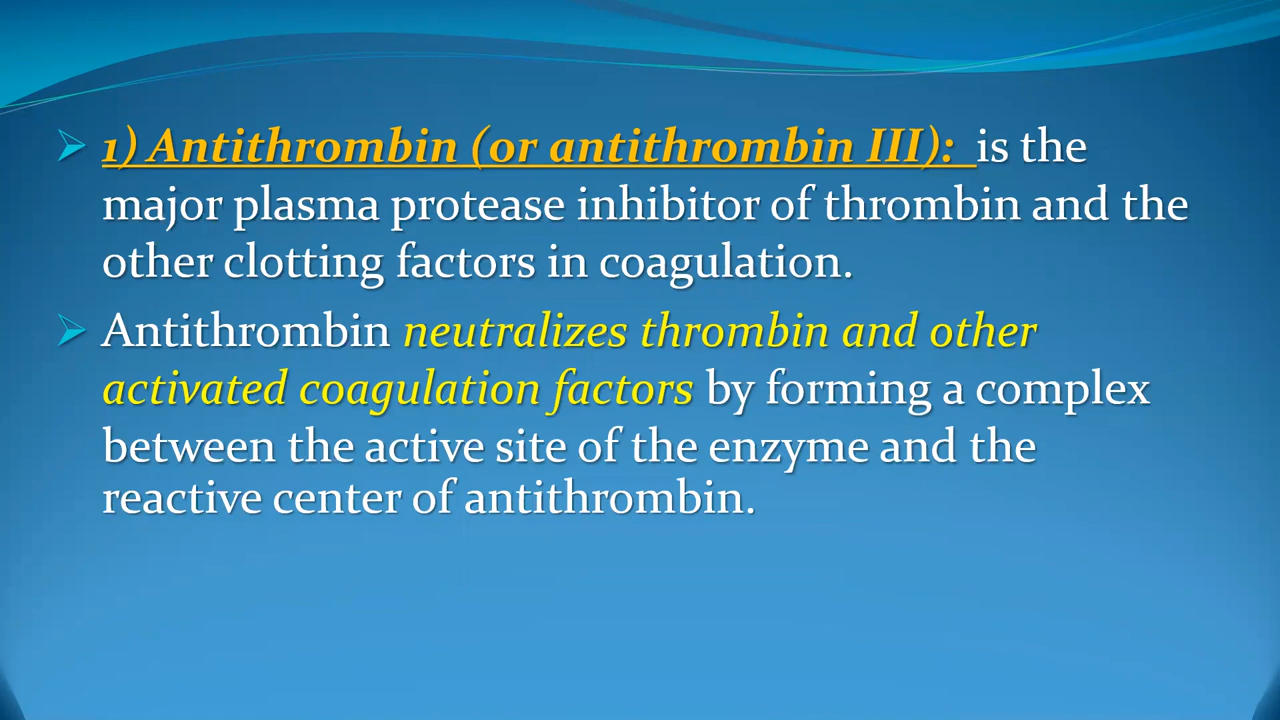 1) Antithrombin (or antithrombin III): is the
major plasma protease inhibitor of thrombin and the
other clotting factors in coagulation.
Antithrombin neutralizes thrombin and other
activated coagulation factors by forming a complex
between the active site of the enzyme and the
reactive center of antithrombin.